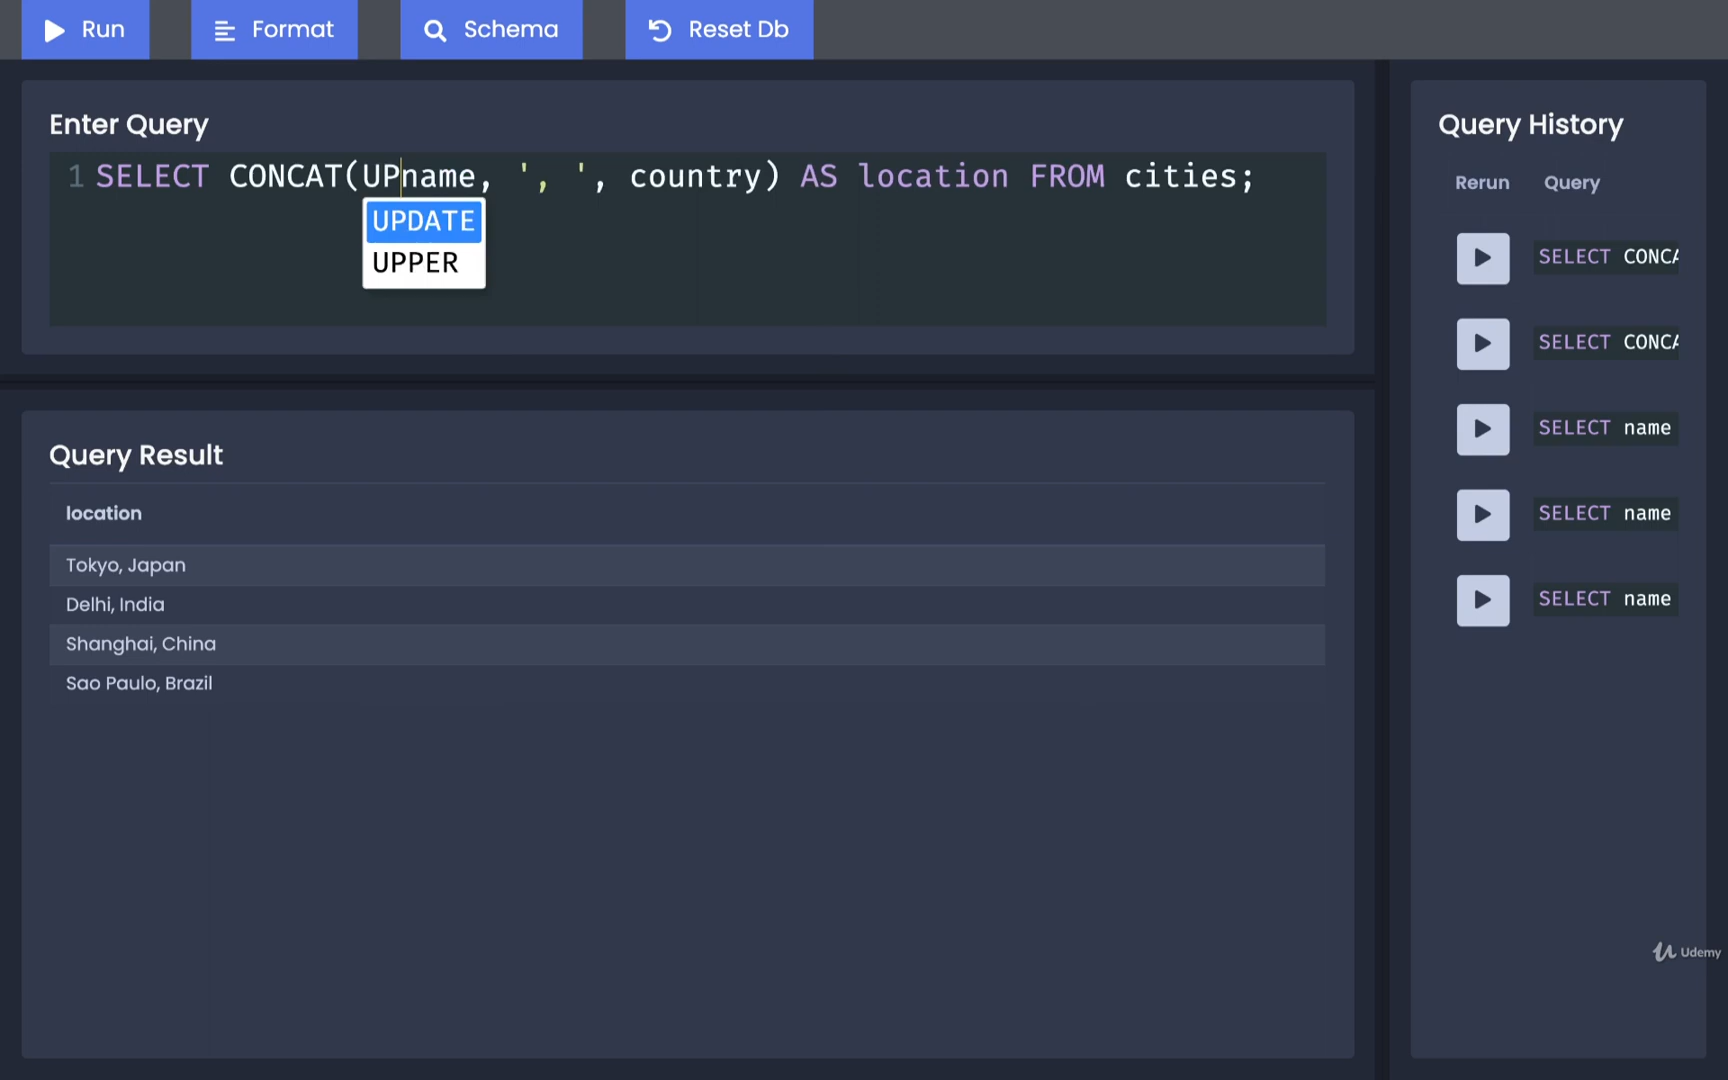 Run
Format
Schema
Reset Db
Enter Query
1 SELECT CONCAT(UPname, ', ', country) AS location FROM cities;
UPDATE
UPPER
Query Result
location
Tokyo, Japan
Delhi, India
Shanghai, China
Sao Paulo, Brazil
Query History
Rerun Query
SELECT CONCA
SELECT CONCA
SELECT name
SELECT name
SELECT name
Udemy